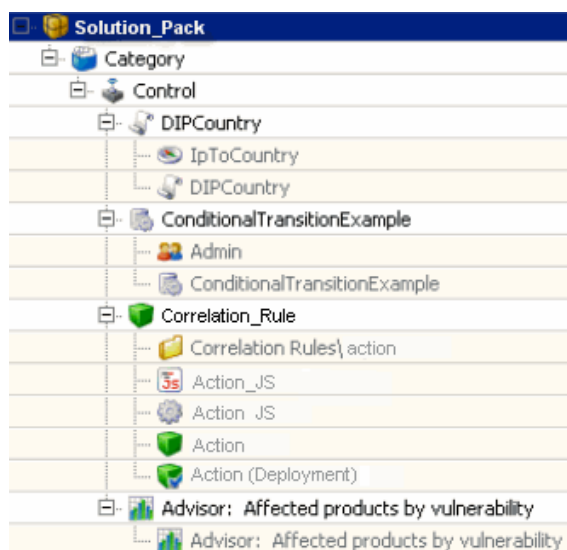 Solution_Pack
Category
Control
DIPCountry
IpToCountry
DIPCountry
ConditionalTransitionExample
Admin
ConditionalTransitionExample
Correlation_Rule
Correlation Rules\ action
Js Action_JS
Action JS
Action
Action (Deployment)
Advisor: Affected products by vulnerability
Advisor: Affected products by vulnerability